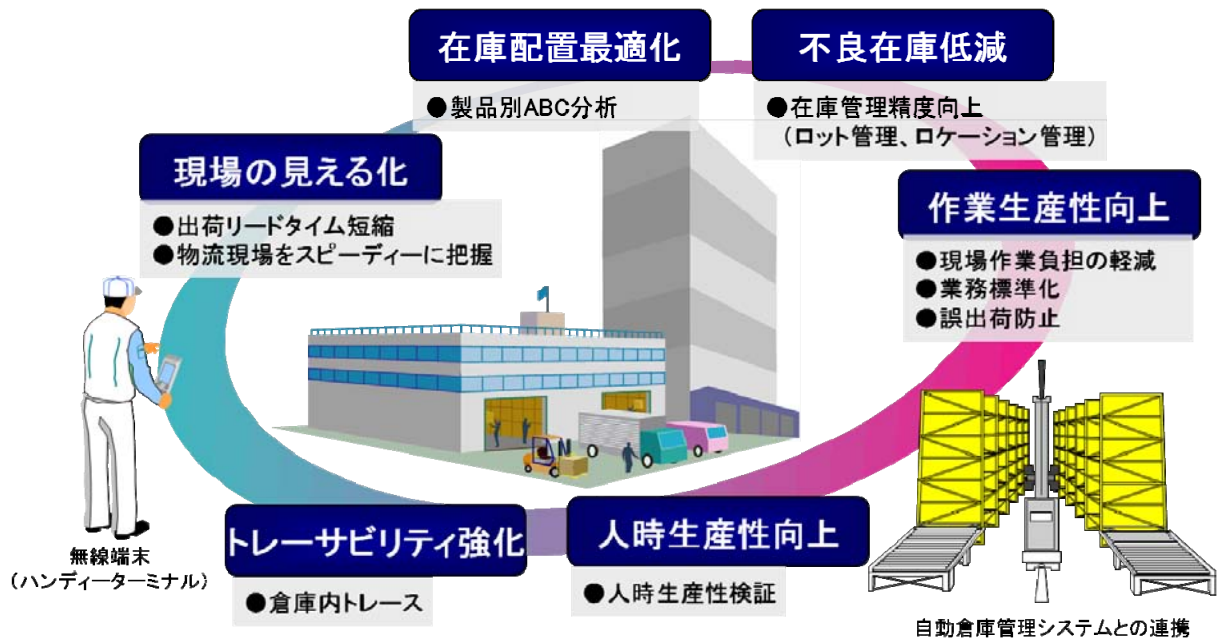 在庫配置最適化
●製品別ABC分析
不良在庫低減
●在庫管理精度向上
（ロット管理、ロケーション管理）
現場の見える化
●出荷リードタイム短縮
●物流現場をスピーディーに把握
作業生産性向上
●現場作業負担の軽減
●業務標準化
●誤出荷防止
トレーサビリティ強化
●倉庫内トレース
人時生産性向上
●人時生産性検証
無線端末
（ハンディーターミナル）
自動倉庫管理システムとの連携